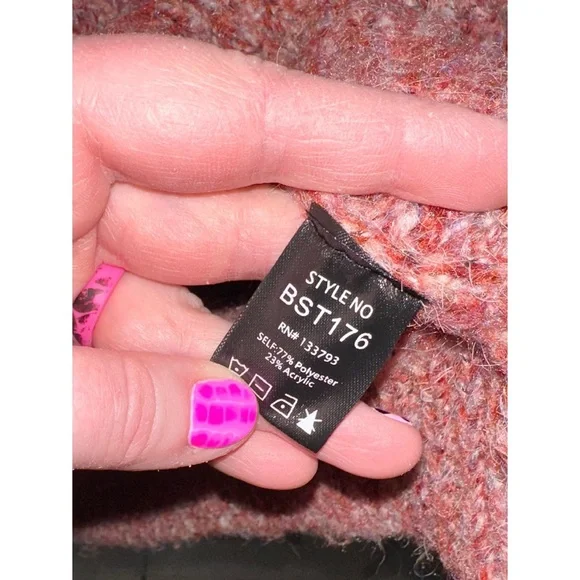 STYLE NO
BST176
RN# 133793
SELF:77% Polyester
23% Acrylic